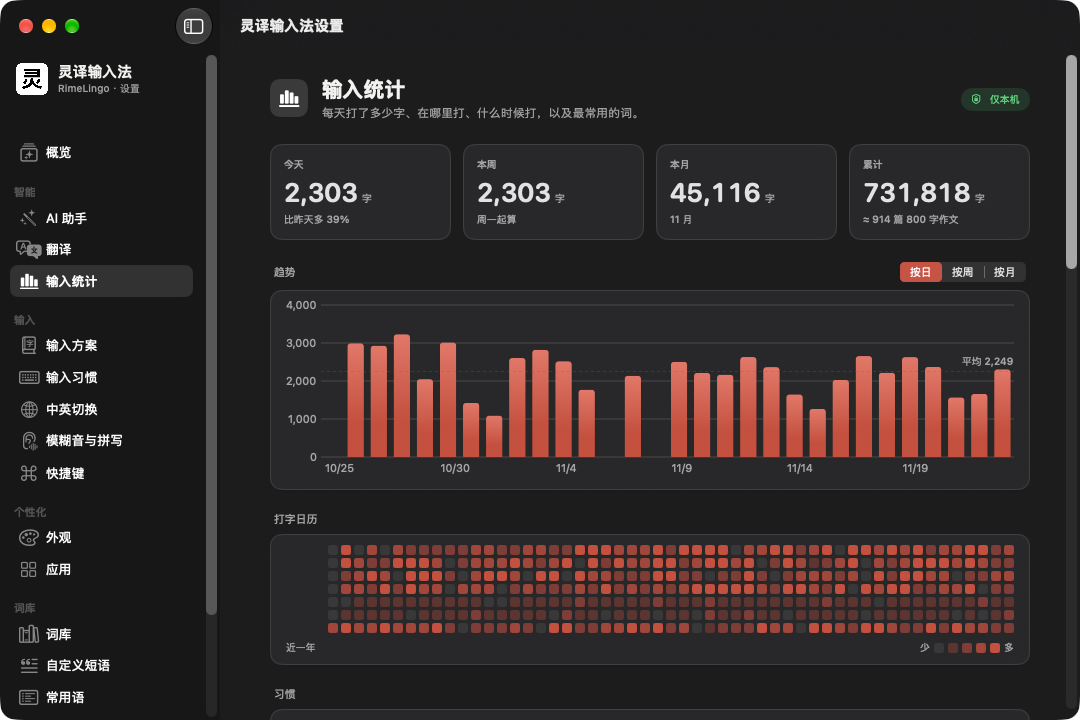 灵译输入法设置
灵
灵译输入法
RimeLingo · 设置
概览
智能
AI 助手
翻译
输入统计
输入
输入方案
输入习惯
中英切换
模糊音与拼写
快捷键
个性化
外观
应用
词库
词库
自定义短语
常用语
输入统计
每天打了多少字、在哪里打、什么时候打，以及最常用的词。
仅本机
今天
2,303 字
比昨天多 39%
本周
2,303 字
周一起算
本月
45,116 字
11 月
累计
731,818 字
≈ 914 篇 800 字作文
趋势
按日 按周 按月
4,000
3,000
2,000
1,000
0
平均 2,249
10/25 10/30 11/4 11/9 11/14 11/19
打字日历
近一年
少 多
习惯